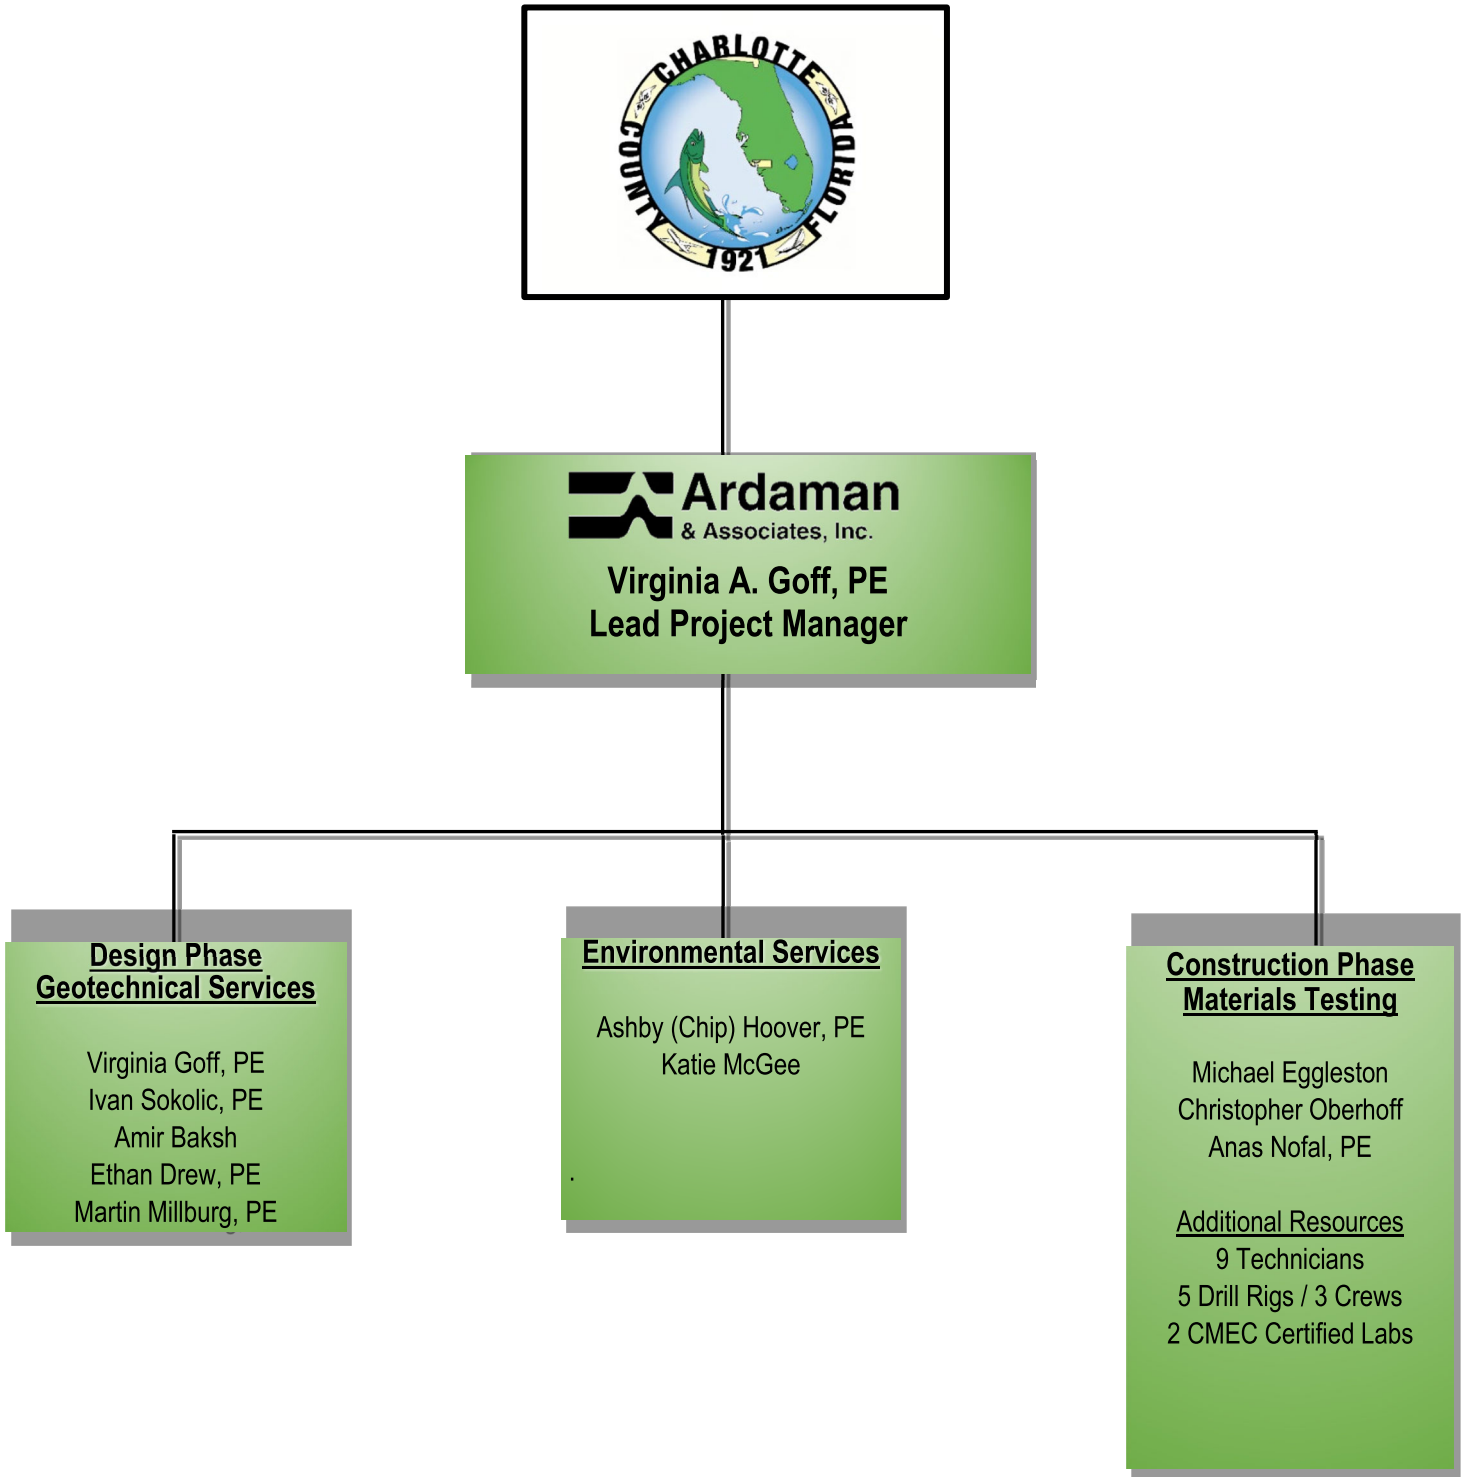 CHARLOTTE
COUNTY
FLORIDA
1921
Ardaman
& Associates, Inc.
Virginia A. Goff, PE
Lead Project Manager
Design Phase
Geotechnical Services
Virginia Goff, PE
Ivan Sokolic, PE
Amir Baksh
Ethan Drew, PE
Martin Millburg, PE
Environmental Services
Ashby (Chip) Hoover, PE
Katie McGee
.
Construction Phase
Materials Testing
Michael Eggleston
Christopher Oberhoff
Anas Nofal, PE
Additional Resources
9 Technicians
5 Drill Rigs / 3 Crews
2 CMEC Certified Labs